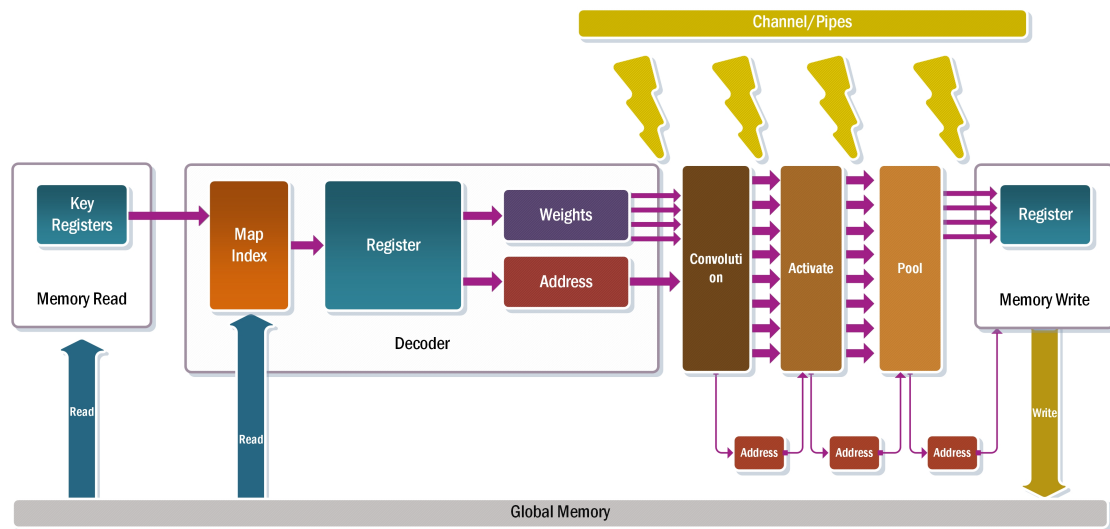 Channel/Pipes
Key
Registers
Memory Read
Map
Index
Register
Weights
Address
Decoder
Convoluti
on
Activate
Pool
Register
Memory Write
Read
Read
Write
Address
Address
Address
Global Memory